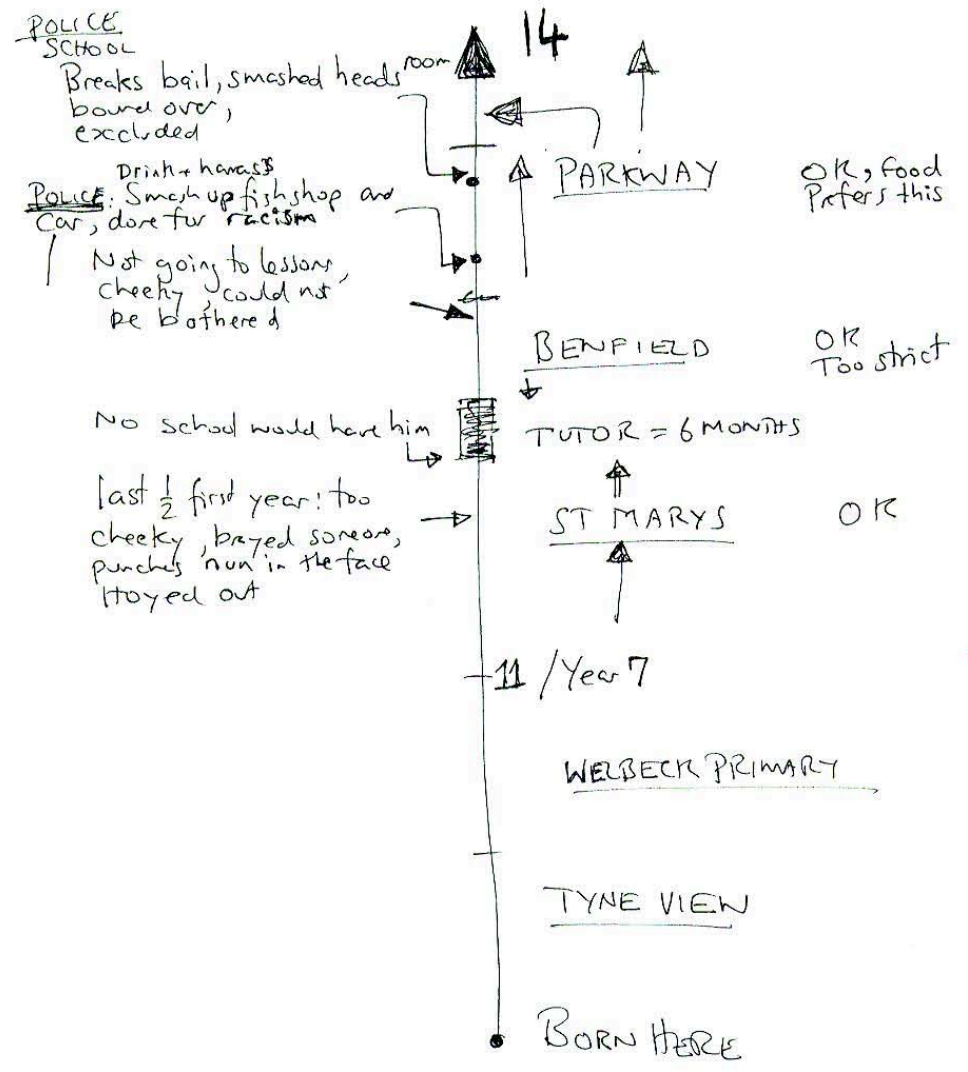 POLICE
SCHOOL
Breaks bail, smashed heads room
bound over,
excluded
14
Drink + harass
POLICE: Smash up fishshop and
car, done for racism
PARKWAY
OK, food
Prefers this
Not going to lessons,
cheeky, could not
be bothered
BENFIELD
OK
Too strict
No school would have him
TUTOR = 6 MONTHS
last ½ first year: too
cheeky, brayed someone,
punches nun in the face
Hoyed out
ST MARYS
OK
11 / Year 7
WELBECK PRIMARY
TYNE VIEW
BORN HERE